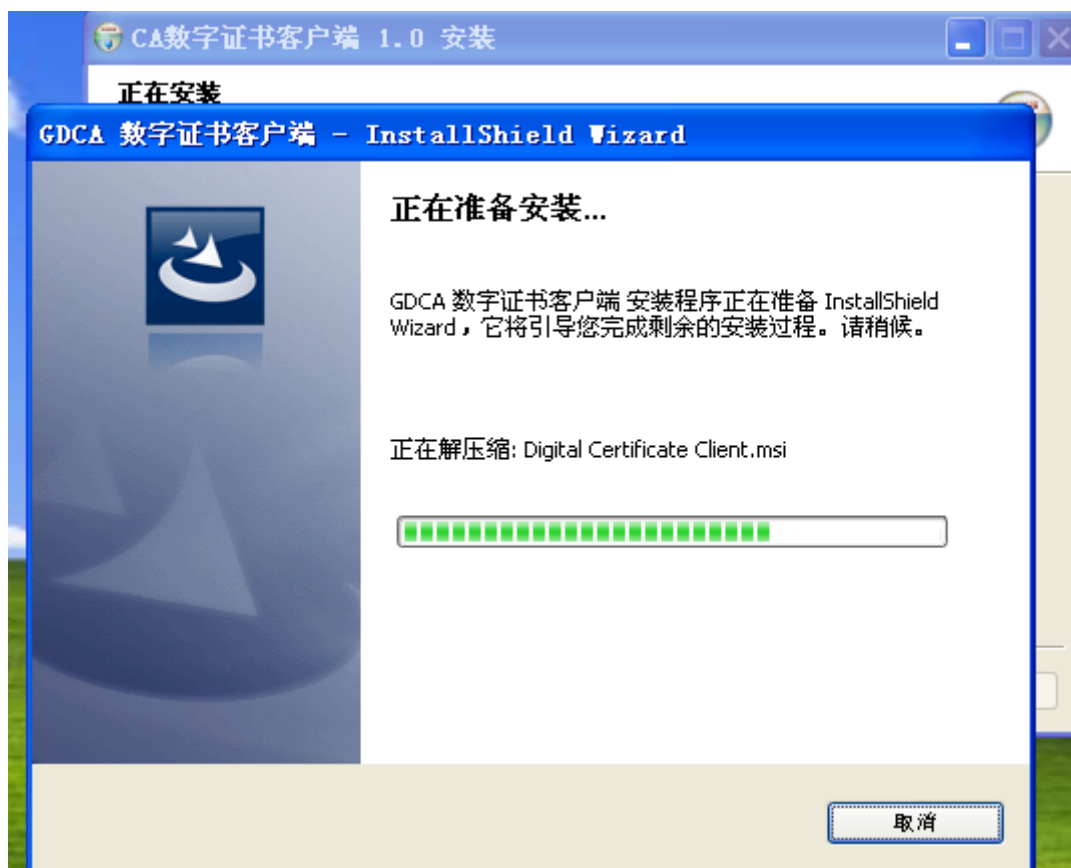 CA数字证书客户端 1.0 安装
正在安装
GDCA 数字证书客户端 - InstallShield Wizard
正在准备安装...
GDCA 数字证书客户端 安装程序正在准备 InstallShield
Wizard，它将引导您完成剩余的安装过程。请稍候。
正在解压缩: Digital Certificate Client.msi
取消